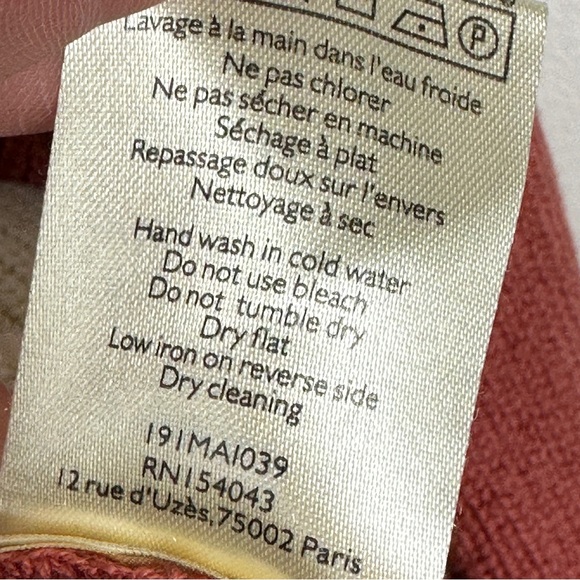 P
Lavage à la main dans l'eau froide
Ne pas chlorer
Ne pas sécher en machine
Séchage à plat
Repassage doux sur l'envers
Nettoyage à sec
Hand wash in cold water
Do not use bleach
Do not tumble dry
Dry flat
Low iron on reverse side
Dry cleaning
191MAI039
RN154043
12 rue d'Uzès, 75002 Paris